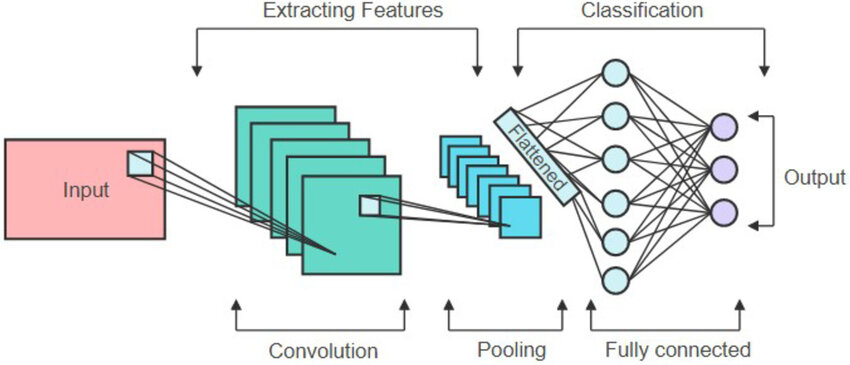 Extracting Features
Classification
Input
Flattened
Output
Convolution
Pooling
Fully connected